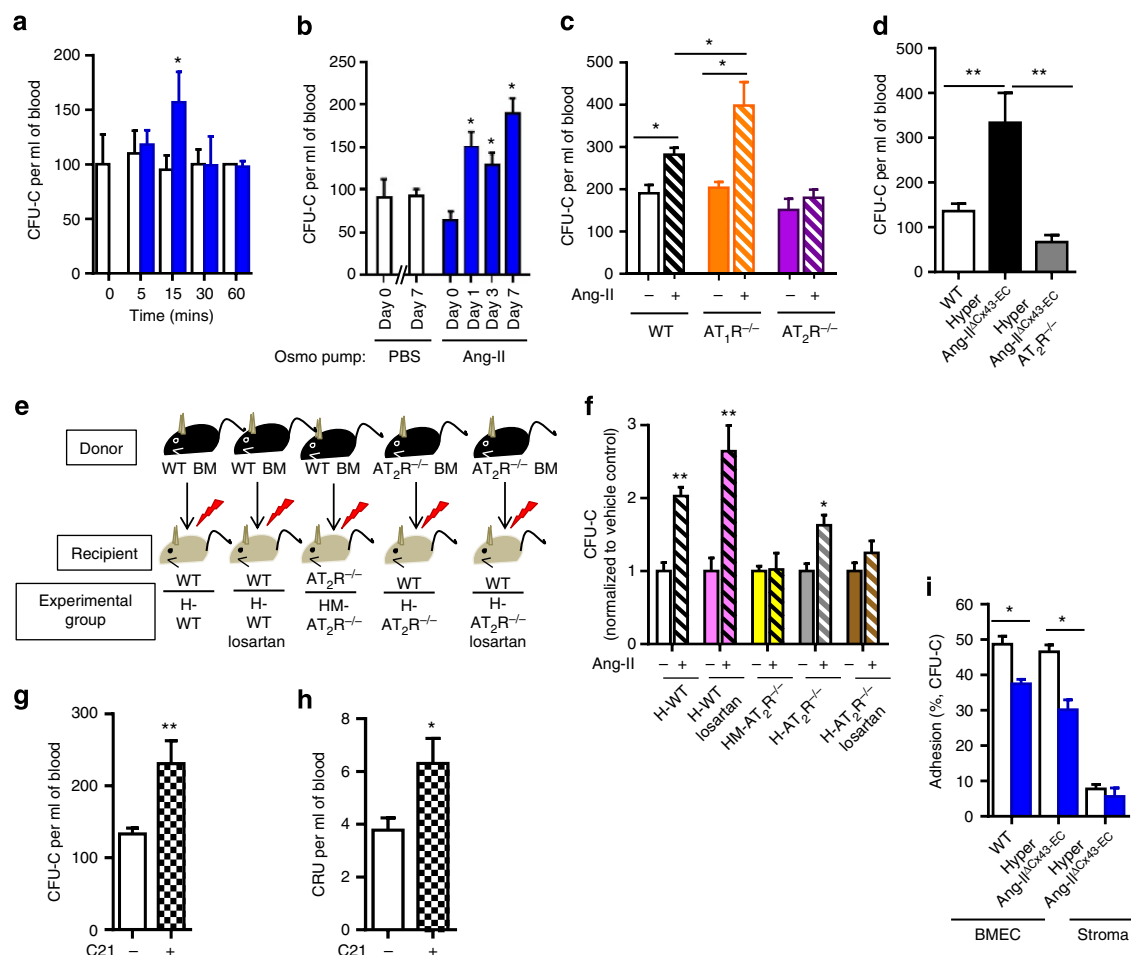 a
CFU-C per ml of blood
200
150
100
50
0
*
0 5 15 30 60
Time (mins)
b
CFU-C per ml of blood
250
200
150
100
50
0
* * *
Day 0 Day 7 Day 0 Day 1 Day 3 Day 7
Osmo pump: PBS Ang-II
c
CFU-C per ml of blood
500
400
300
200
100
0
*
* *
Ang-II – + – + – +
WT AT1R–/– AT2R–/–
d
CFU-C per ml of blood
500
400
300
200
100
0
** **
WT
Hyper
Ang-IIΔCx43-EC
Hyper
Ang-IIΔCx43-EC
AT2R–/–
e
Donor
WT BM WT BM WT BM AT2R–/– BM AT2R–/– BM
Recipient
WT WT AT2R–/– WT WT
Experimental
group
H-
WT
H-
WT
losartan
HM-
AT2R–/–
H-
AT2R–/–
H-
AT2R–/–
losartan
f
CFU-C
(normalized to vehicle control)
3
2
1
0
** ** *
Ang-II – + – + – + – + – +
H-WT
H-WT
losartan
HM-AT2R–/–
H-AT2R–/–
H-AT2R–/–
losartan
g
CFU-C per ml of blood
300
200
100
0
**
C21 – +
h
CRU per ml of blood
8
6
4
2
0
*
C21 – +
i
Adhesion (%, CFU-C)
60
50
40
30
20
10
0
* *
WT
Hyper
Ang-IIΔCx43-EC
Hyper
Ang-IIΔCx43-EC
BMEC Stroma